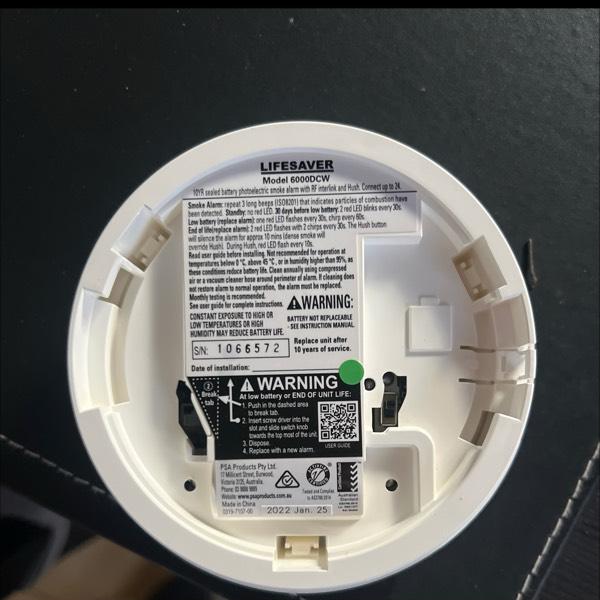 LIFESAVER
Model 6000DCW
10YR sealed battery photoelectric smoke alarm with RF interlink and Hush. Connect up to 24.
Smoke Alarm: repeat 3 long beeps (ISO8201) that indicates particles of combustion have
been detected. Standby: no red LED. 30 days before low battery: 2 red LED blinks every 30s.
Low battery (replace alarm): one red LED flashes every 30s, chirp every 60s.
End of life(replace alarm): 2 red LED flashes with 2 chirps every 30s. The Hush button
will silence the alarm for approx 10 mins (dense smoke will
override Hush). During Hush, red LED flash every 10s.
Read user guide before installing. Not recommended for operation at
temperatures below 0 °C, above 45 °C, or in humidity higher than 95%, as
these conditions reduce battery life. Clean annually using compressed
air or a vacuum cleaner hose around perimeter of alarm. If cleaning does
not restore alarm to normal operation, the alarm must be replaced.
Monthly testing is recommended.
See user guide for complete instructions.
CONSTANT EXPOSURE TO HIGH OR
LOW TEMPERATURES OR HIGH
HUMIDITY MAY REDUCE BATTERY LIFE.
WARNING:
BATTERY NOT REPLACEABLE
- SEE INSTRUCTION MANUAL
S/N: 1066572
Replace unit after
10 years of service.
Date of installation:
2
Break
tab
WARNING
At low battery or END OF UNIT LIFE:
1. Push in the dashed area
to break tab.
2. Insert screw driver into the
slot and slide switch knob
towards the top most of the unit.
3. Dispose.
4. Replace with a new alarm.
USER GUIDE
PSA Products Pty Ltd.
17 Millicent Street, Burwood,
Victoria 3125, Australia.
Phone: 03 9888 9889
Website: www.psaproducts.com.au
Made in China
0319-7107-00
Tested and Complies
to AS3786:2014
Australian
Standard
2022 Jan. 25